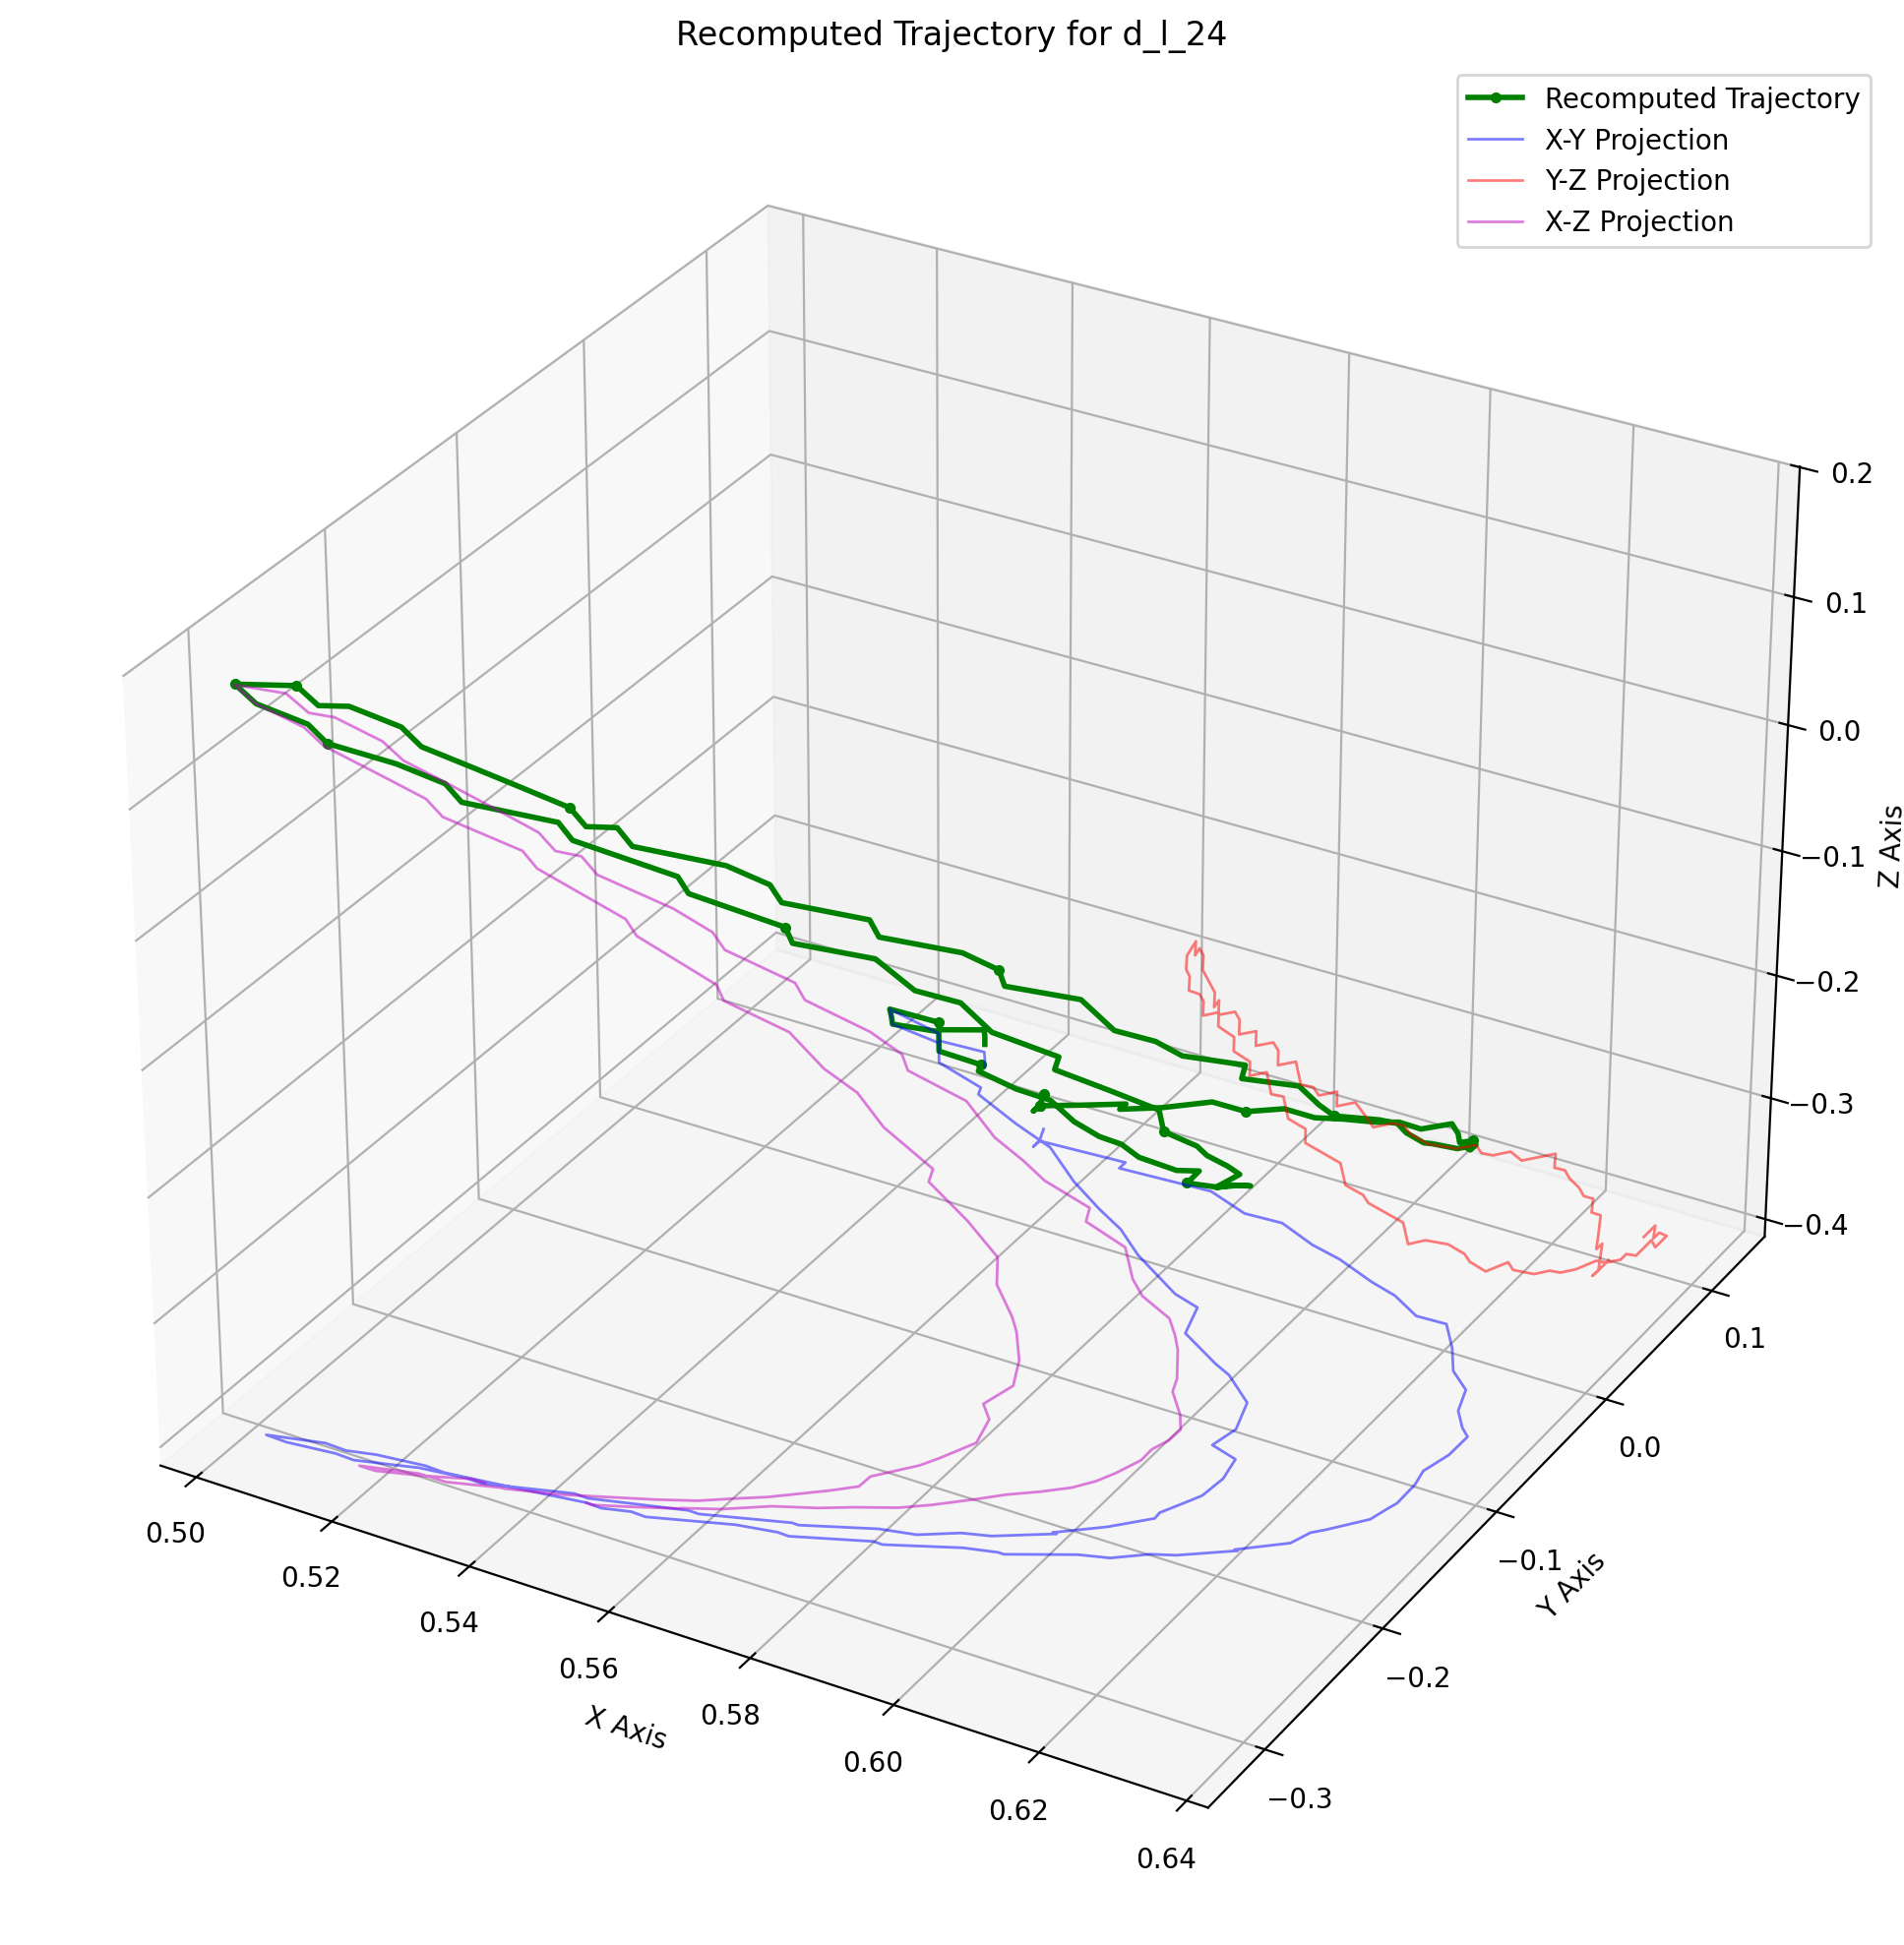 Recomputed Trajectory for d_l_24
Recomputed Trajectory
X-Y Projection
Y-Z Projection
X-Z Projection
0.2
0.1
0.0
−0.1
−0.2
−0.3
−0.4
Z Axis
0.1
0.0
−0.1
−0.2
−0.3
Y Axis
0.50
0.52
0.54
0.56
0.58
0.60
0.62
0.64
X Axis